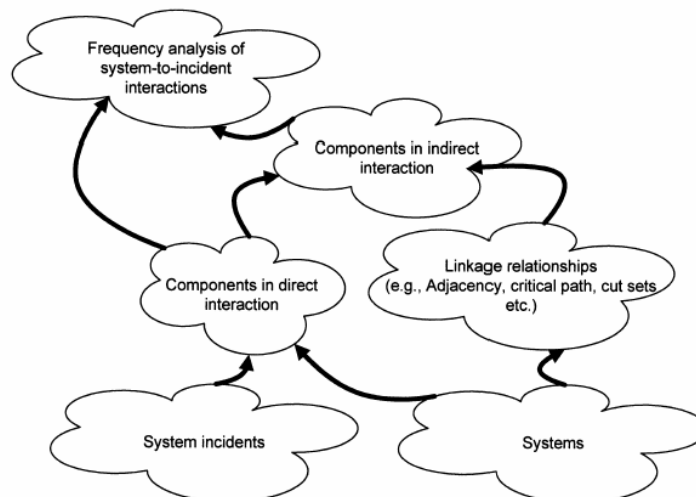 Frequency analysis of
system-to-incident
interactions
Components in indirect
interaction
Components in direct
interaction
Linkage relationships
(e.g., Adjacency, critical path, cut sets
etc.)
System incidents
Systems